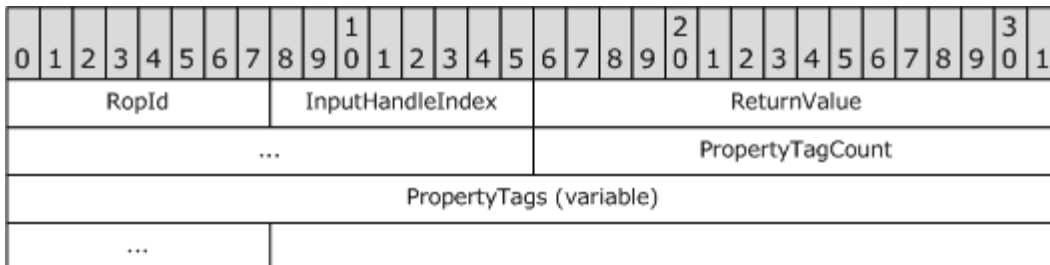 1 2 3
0 1 2 3 4 5 6 7 8 9 0 1 2 3 4 5 6 7 8 9 0 1 2 3 4 5 6 7 8 9 0 1
RopId InputHandleIndex ReturnValue
... PropertyTagCount
PropertyTags (variable)
...